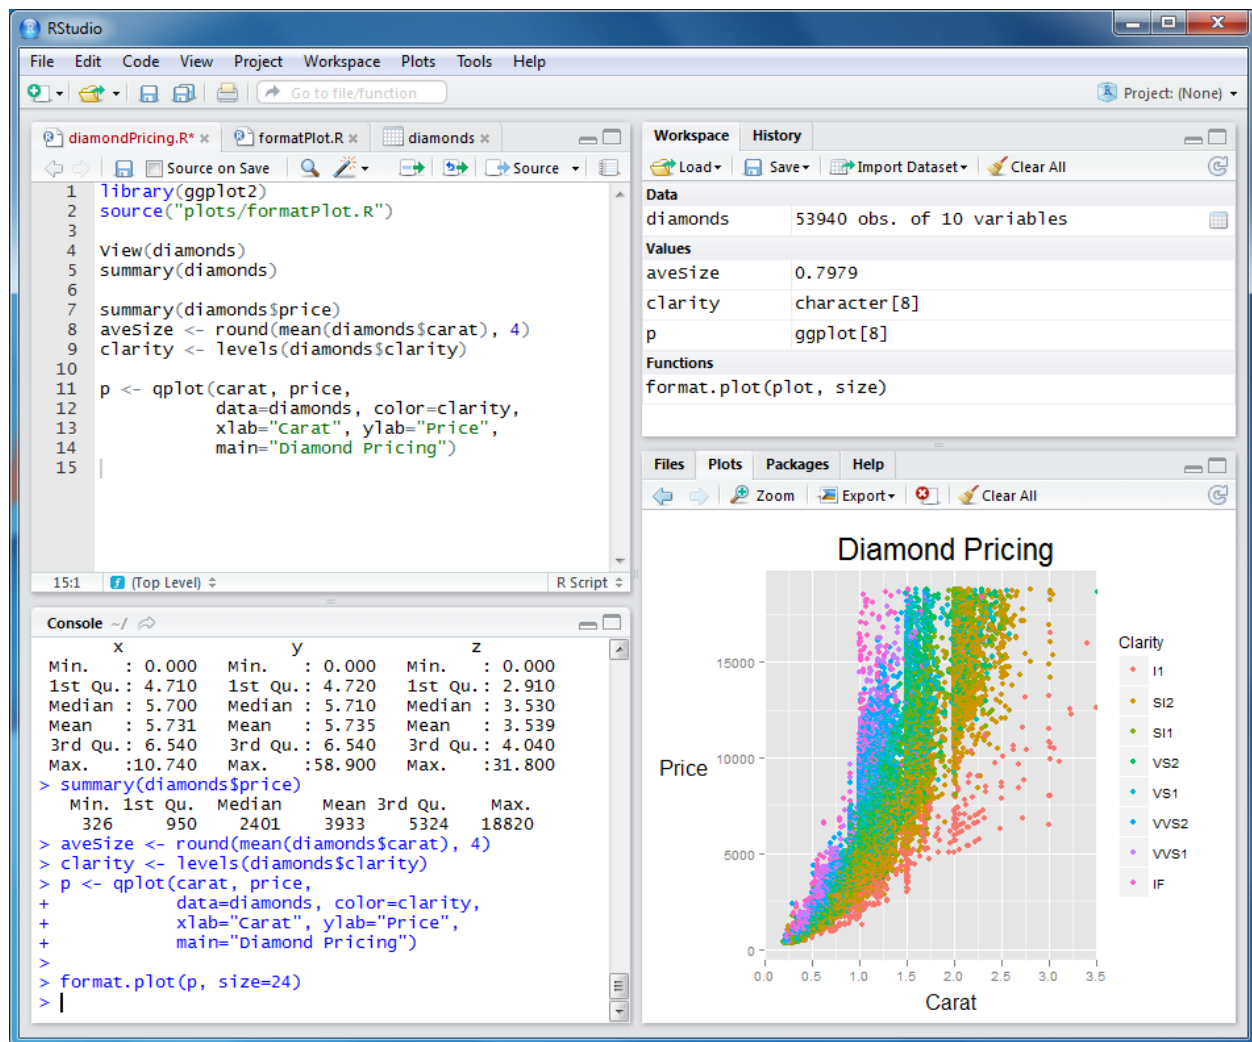 RStudio
File Edit Code View Project Workspace Plots Tools Help
Go to file/function
Project: (None)
diamondPricing.R* formatPlot.R diamonds
Source on Save Source
1 library(ggplot2)
2 source("plots/formatPlot.R")
3
4 View(diamonds)
5 summary(diamonds)
6
7 summary(diamonds$price)
8 aveSize <- round(mean(diamonds$carat), 4)
9 clarity <- levels(diamonds$clarity)
10
11 p <- qplot(carat, price,
12 data=diamonds, color=clarity,
13 xlab="Carat", ylab="Price",
14 main="Diamond Pricing")
15
15:1 (Top Level) R Script
Console ~/
x y z
Min. : 0.000 Min. : 0.000 Min. : 0.000
1st Qu.: 4.710 1st Qu.: 4.720 1st Qu.: 2.910
Median : 5.700 Median : 5.710 Median : 3.530
Mean : 5.731 Mean : 5.735 Mean : 3.539
3rd Qu.: 6.540 3rd Qu.: 6.540 3rd Qu.: 4.040
Max. :10.740 Max. :58.900 Max. :31.800
> summary(diamonds$price)
Min. 1st Qu. Median Mean 3rd Qu. Max.
326 950 2401 3933 5324 18820
> aveSize <- round(mean(diamonds$carat), 4)
> clarity <- levels(diamonds$clarity)
> p <- qplot(carat, price,
+ data=diamonds, color=clarity,
+ xlab="Carat", ylab="Price",
+ main="Diamond Pricing")
>
> format.plot(p, size=24)
>
Workspace History
Load Save Import Dataset Clear All
Data
diamonds 53940 obs. of 10 variables
Values
aveSize 0.7979
clarity character[8]
p ggplot[8]
Functions
format.plot(plot, size)
Files Plots Packages Help
Zoom Export Clear All
Diamond Pricing
Price
15000
10000
5000
0
0.0 0.5 1.0 1.5 2.0 2.5 3.0 3.5
Carat
Clarity
I1
SI2
SI1
VS2
VS1
VVS2
VVS1
IF